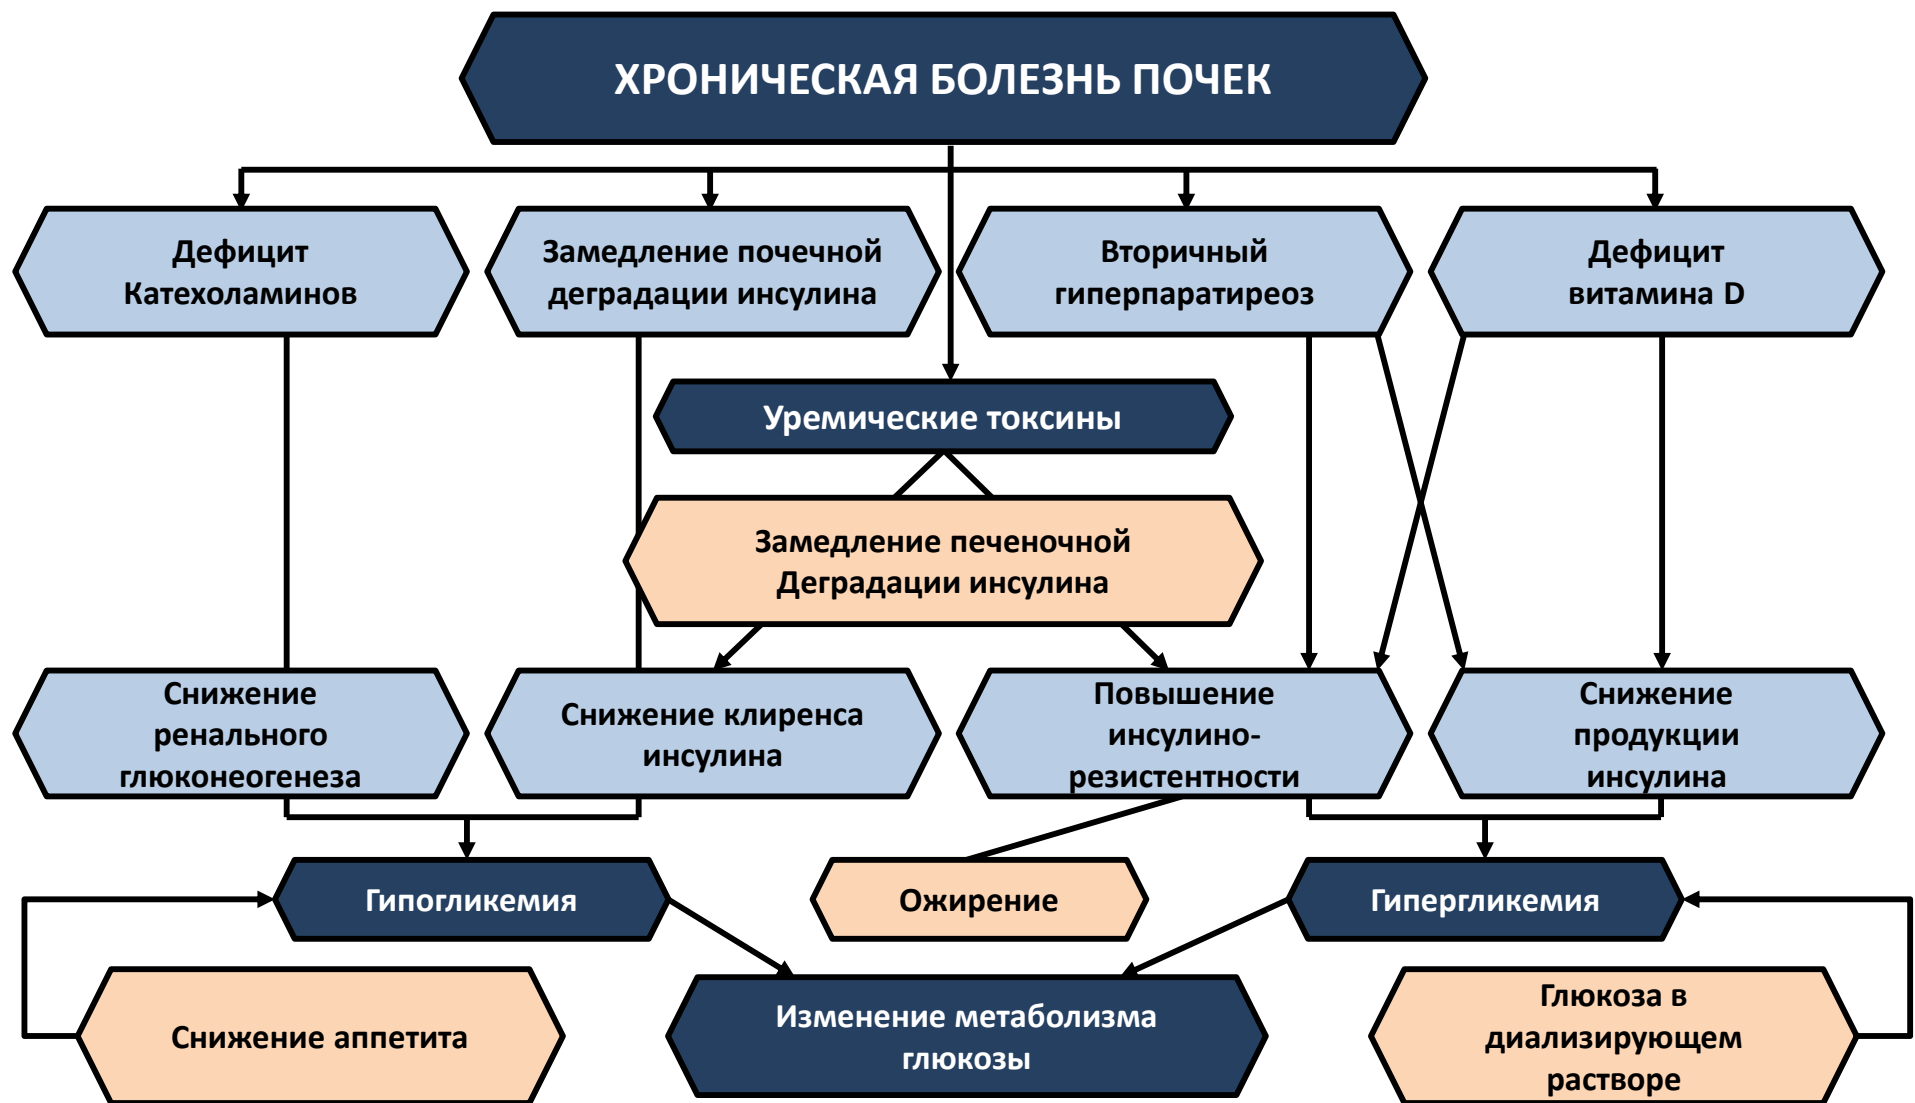 ХРОНИЧЕСКАЯ БОЛЕЗНЬ ПОЧЕК
Дефицит
Катехоламинов
Замедление почечной
деградации инсулина
Вторичный
гиперпаратиреоз
Дефицит
витамина D
Уремические токсины
Замедление печеночной
Деградации инсулина
Снижение
ренального
глюконеогенеза
Снижение клиренса
инсулина
Повышение
инсулино-
резистентности
Снижение
продукции
инсулина
Гипогликемия
Ожирение
Гипергликемия
Снижение аппетита
Изменение метаболизма
глюкозы
Глюкоза в
диализирующем
растворе